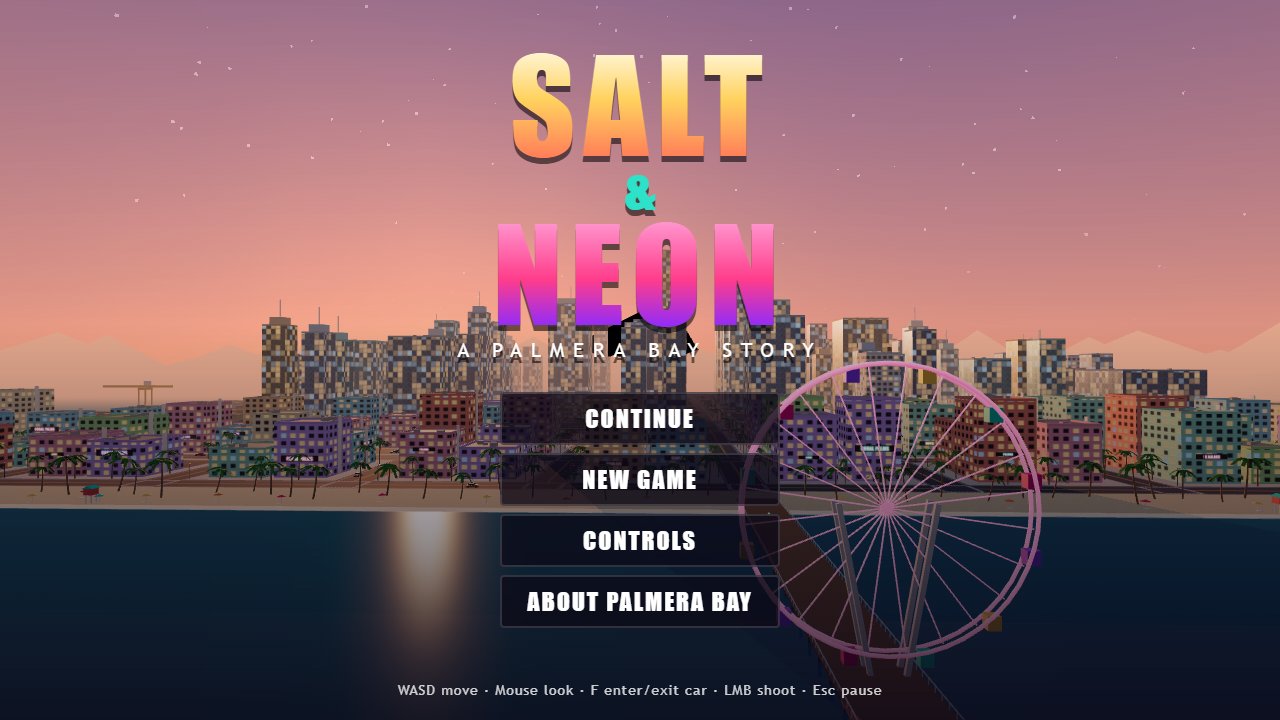 SALT
&
NEON
A PALMERA BAY STORY
CONTINUE
NEW GAME
CONTROLS
ABOUT PALMERA BAY
WASD move · Mouse look · F enter/exit car · LMB shoot · Esc pause